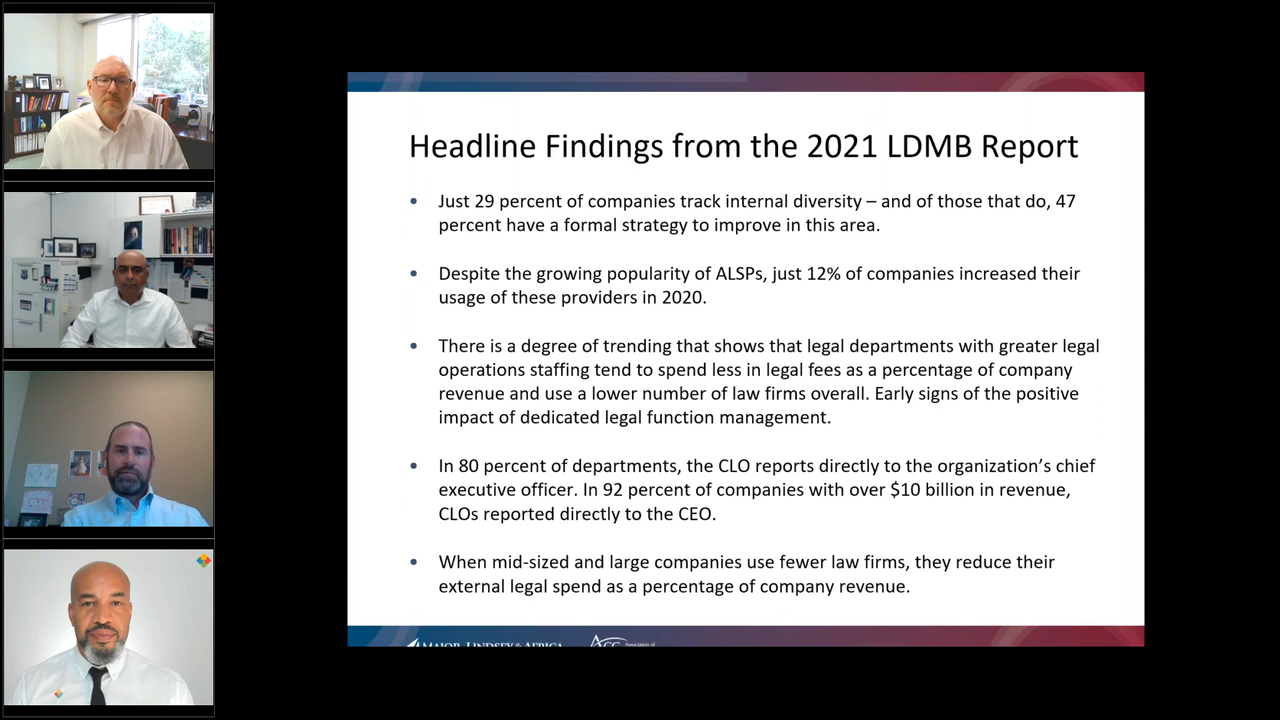 Headline Findings from the 2021 LDMB Report
• Just 29 percent of companies track internal diversity – and of those that do, 47
percent have a formal strategy to improve in this area.
• Despite the growing popularity of ALSPs, just 12% of companies increased their
usage of these providers in 2020.
• There is a degree of trending that shows that legal departments with greater legal
operations staffing tend to spend less in legal fees as a percentage of company
revenue and use a lower number of law firms overall. Early signs of the positive
impact of dedicated legal function management.
• In 80 percent of departments, the CLO reports directly to the organization’s chief
executive officer. In 92 percent of companies with over $10 billion in revenue,
CLOs reported directly to the CEO.
• When mid-sized and large companies use fewer law firms, they reduce their
external legal spend as a percentage of company revenue.
MAJOR, LINDSEY & AFRICA ACC Association of